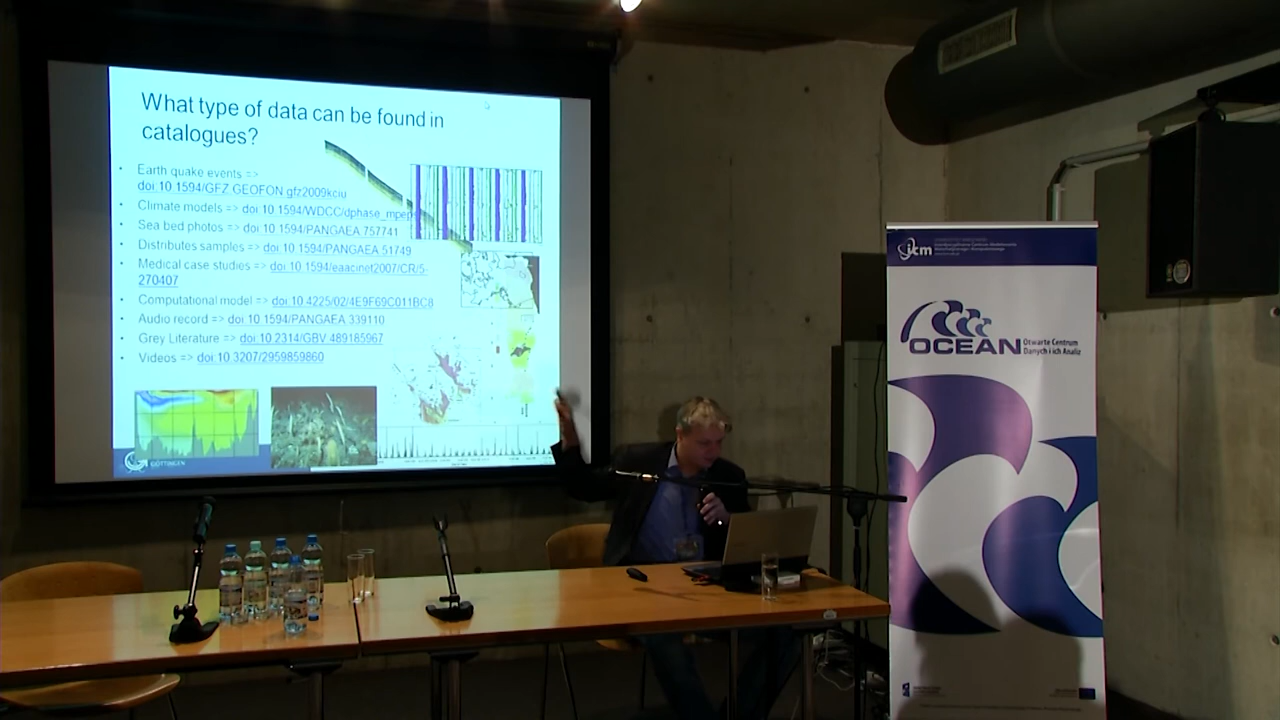 What type of data can be found in
catalogues?
• Earth quake events =>
doi:10.1594/GFZ.GEOFON.gfz2009kciu
• Climate models => doi:10.1594/WDCC/dphase_mpeps
• Sea bed photos => doi:10.1594/PANGAEA.757741
• Distributes samples => doi:10.1594/PANGAEA.51749
• Medical case studies => doi:10.1594/eaacinet2007/CR/5-
270407
• Computational model => doi:10.4225/02/4E9F69C011BC8
• Audio record => doi:10.1594/PANGAEA.339110
• Grey Literature => doi:10.2314/GBV:489185967
• Videos => doi:10.3207/2959859860
GÖTTINGEN
icm
OCEAN
Otwarte Centrum
Danych i ich Analiz